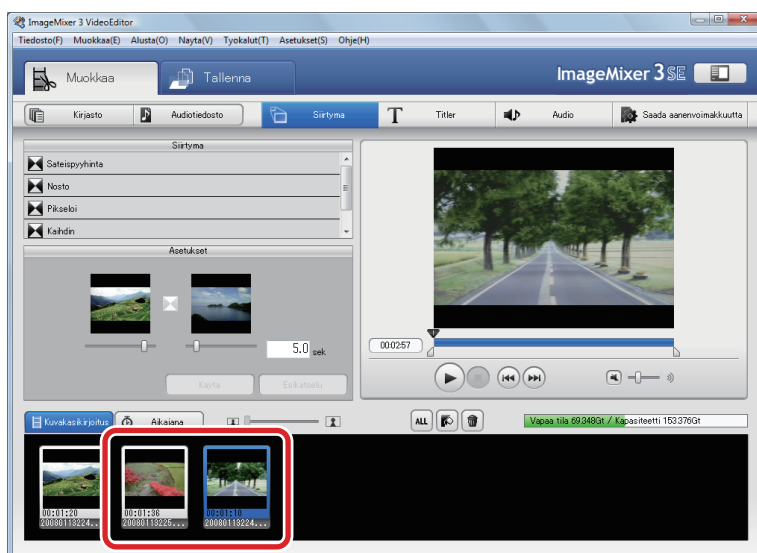 ImageMixer 3 VideoEditor
Tiedosto(F) Muokkaa(E) Alusta(O) Nayta(V) Tyokalut(T) Asetukset(S) Ohje(H)
Muokkaa Tallenna ImageMixer 3 SE
Kirjasto Audiotiedosto Siirtyma T Titler Audio Saada aanenvoimakkuutta
Siirtyma
Sateispyyhinta
Nosto
Pikseloi
Kaihdin
Asetukset
5.0 sek
00:02:57
Kayta Esikatselu
Kuvakasikirjoitus Aikajana ALL Vapaa tila 69.348Gt / Kapasiteetti 153.376Gt
00:01:20 00:01:36 00:01:10
20080113224... 20080113225... 20080113224...